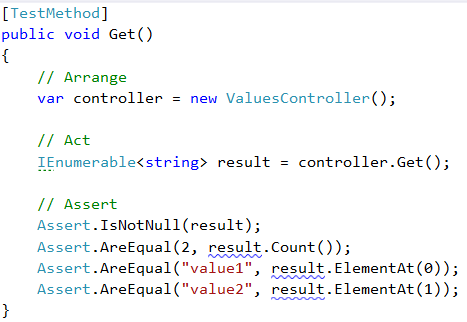 [TestMethod]
public void Get()
{
    // Arrange
    var controller = new ValuesController();

    // Act
    IEnumerable<string> result = controller.Get();

    // Assert
    Assert.IsNotNull(result);
    Assert.AreEqual(2, result.Count());
    Assert.AreEqual("value1", result.ElementAt(0));
    Assert.AreEqual("value2", result.ElementAt(1));
}